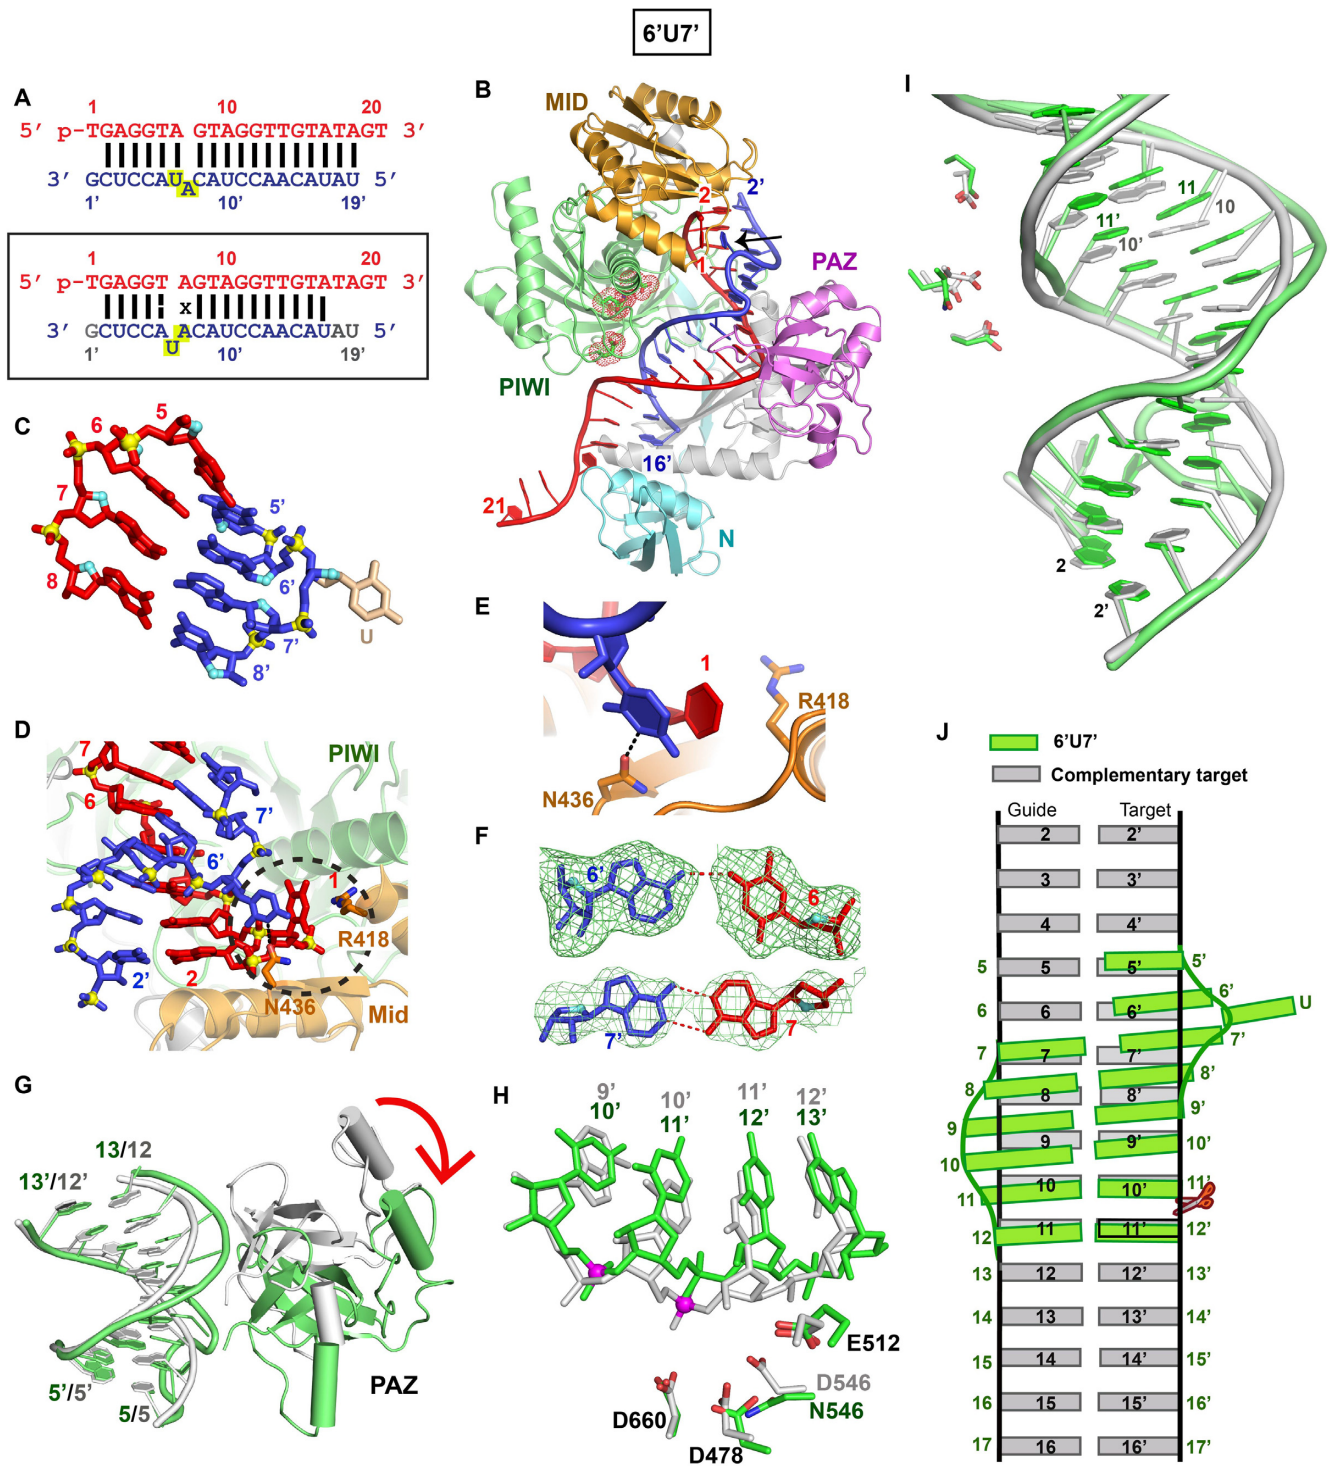 6'U7'
A
1 10 20
5' p-TGAGGTA GTAGGTTGTATAGT 3'
3' GCUCCAUACAUCCAACAUAU 5'
1' 10' 19'
1 10 20
5' p-TGAGGT AGTAGGTTGTATAGT 3'
x
3' GCUCCAUACAUCCAACAUAU 5'
1' 10' 19'
B
MID
2
2'
1
PAZ
PIWI
16'
21
N
C
5
6
7
8
5'
6'
7'
8'
U
D
7
6
PIWI
7'
6'
1
R418
2'
2
N436
Mid
E
1
R418
N436
F
6'
6
7'
7
G
13/12
13'/12'
5'/5'
5/5
PAZ
H
9' 10' 11' 12'
10' 11' 12' 13'
E512
D546
N546
D660
D478
I
11
10
11'
10'
2
2'
J
6'U7'
Complementary target
Guide Target
2 2'
3 3'
4 4'
5 5 5' 5'
6 6 6' 6' U
7 7 7' 7'
8 8 8' 8'
9 9 9' 9'
10 10 10' 10'
11 11 11' 11'
12 12 12' 12'
13 13 13' 13'
14 14 14' 14'
15 15 15' 15'
16 16 16' 16'
17 17'